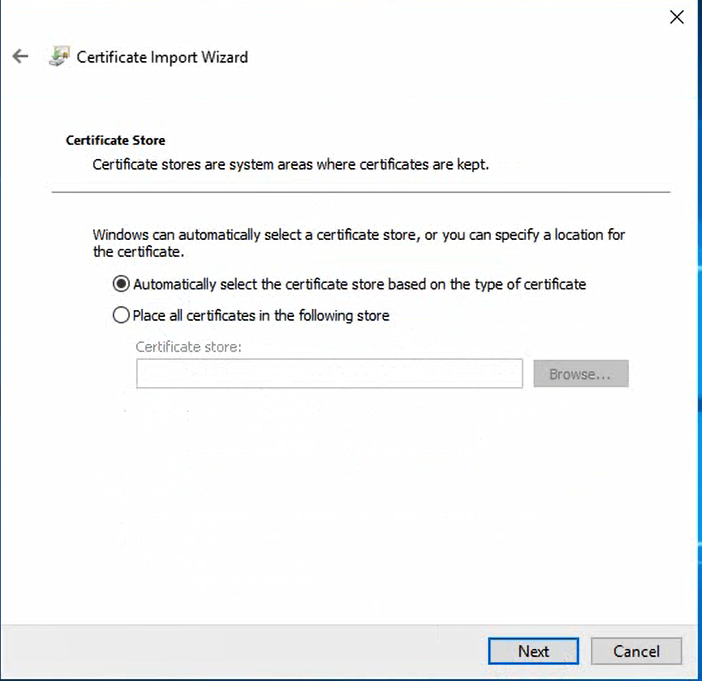 Certificate Import Wizard
Certificate Store
Certificate stores are system areas where certificates are kept.
Windows can automatically select a certificate store, or you can specify a location for
the certificate.
Automatically select the certificate store based on the type of certificate
Place all certificates in the following store
Certificate store:
Browse...
Next
Cancel